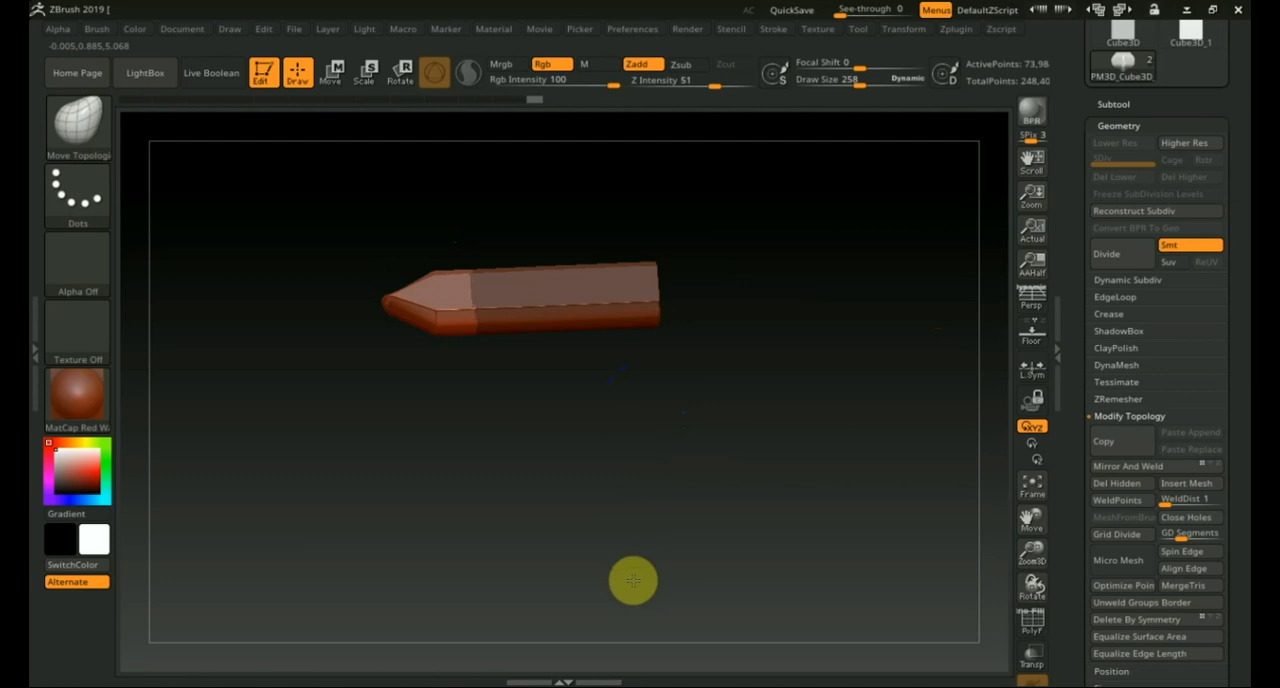 ZBrush 2019 [
AC QuickSave See-through 0 Menus DefaultZScript
Alpha Brush Color Document Draw Edit File Layer Light Macro Marker Material Movie Picker Preferences Render Stencil Stroke Texture Tool Transform Zplugin Zscript
-0.005,0.885,5.068
Home Page LightBox Live Boolean Edit Draw Move Scale Rotate
Mrgb Rgb M Zadd Zsub Zcut
Rgb Intensity 100 Z Intensity 51
Focal Shift 0
Draw Size 258 Dynamic
S
D
ActivePoints: 73,98
TotalPoints: 248,40
Move Topologi
Dots
Alpha Off
Texture Off
MatCap Red Wa
Gradient
SwitchColor
Alternate
BPR
SPix 3
Scroll
Zoom
Actual
AAHalf
Dynamic
Persp
Floor
L.Sym
XYZ
Frame
Move
Zoom3D
Rotate
Line Fill
PolyF
Transp
Cube3D Cube3D_1
2
PM3D_Cube3D
Subtool
Geometry
Lower Res Higher Res
SDiv Cage Rstr
Del Lower Del Higher
Freeze SubDivision Levels
Reconstruct Subdiv
Convert BPR To Geo
Divide Smt
Suv ReUV
Dynamic Subdiv
EdgeLoop
Crease
ShadowBox
ClayPolish
DynaMesh
Tessimate
ZRemesher
Modify Topology
Copy Paste Append
Paste Replace
Mirror And Weld
Del Hidden Insert Mesh
WeldPoints WeldDist 1
MeshFromBru Close Holes
Grid Divide GD Segments
Micro Mesh Spin Edge
Align Edge
Optimize Poin MergeTris
Unweld Groups Border
Delete By Symmetry
Equalize Surface Area
Equalize Edge Length
Position